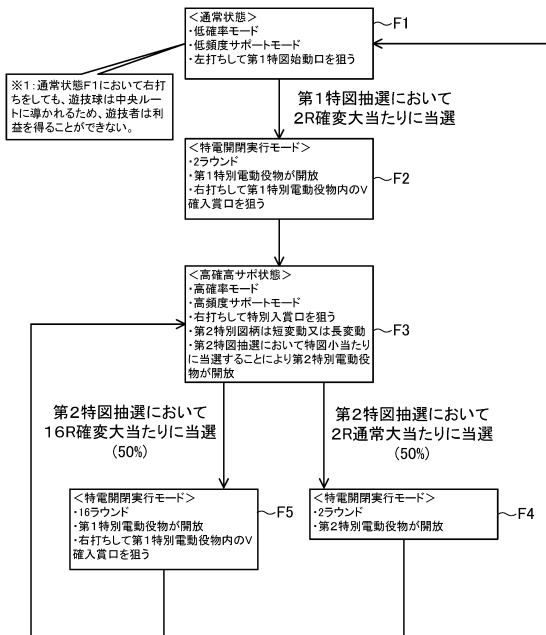 ＜通常状態＞
・低確率モード
・低頻度サポートモード
・左打ちして第１特図始動口を狙う
F1
※１：通常状態F１において右打
ちをしても、遊技球は中央ルー
トに導かれるため、遊技者は利
益を得ることができない。
第１特図抽選において
２R確変大当たりに当選
＜特電開閉実行モード＞
・２ラウンド
・第１特別電動役物が開放
・右打ちして第１特別電動役物内のV
確入賞口を狙う
F2
＜高確高サポ状態＞
・高確率モード
・高頻度サポートモード
・右打ちして特別入賞口を狙う
・第２特別図柄は短変動又は長変動
・第２特図抽選において特図小当たり
に当選することにより第２特別電動役
物が開放
F3
第２特図抽選において
１６R確変大当たりに当選
(50%)
第２特図抽選において
２R通常大当たりに当選
(50%)
＜特電開閉実行モード＞
・16ラウンド
・第１特別電動役物が開放
・右打ちして第１特別電動役物内のV
確入賞口を狙う
F5
＜特電開閉実行モード＞
・２ラウンド
・第２特別電動役物が開放
F4